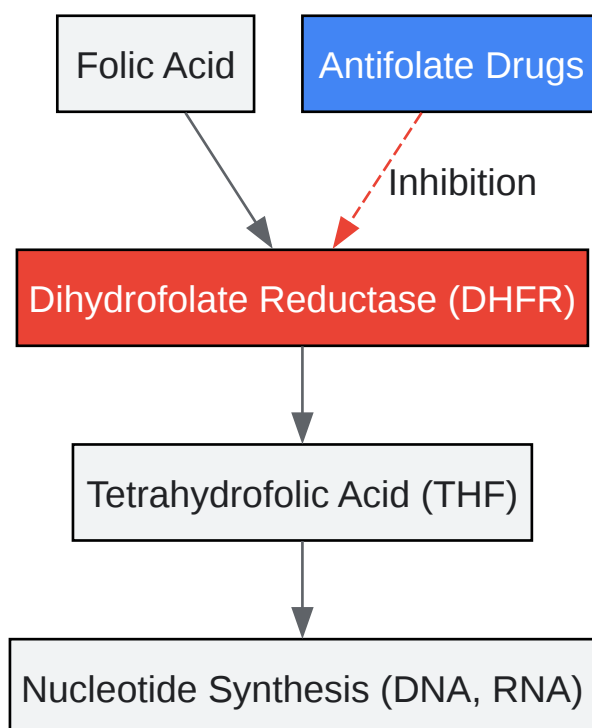 Folic Acid
Antifolate Drugs
Inhibition
Dihydrofolate Reductase (DHFR)
Tetrahydrofolic Acid (THF)
Nucleotide Synthesis (DNA, RNA)